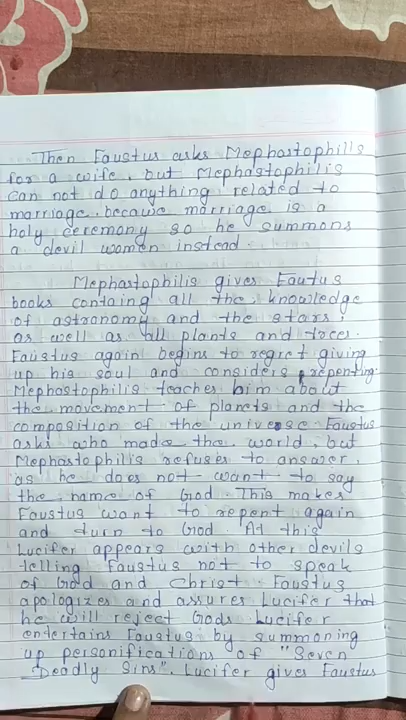 Then Faustus asks Mephastophilis
for a wife, but Mephastophilis
can not do anything related to
marriage, because marriage is a
holy ceremony so he summons
a devil women instead.
Mephastophilis gives Fautus
books containg all the knowledge
of astronomy and the stars,
as well as all plants and trees.
Faustus again begins to regret giving
up his soul and considers repenting.
Mephastophilis teaches him about
the movement of planets and the
composition of the universe Faustus
asks who made the world, but
Mephastophilis refuses to answer,
as he does not want to say
the name of God. This makes
Faustus want to repent again
and turn to God. At this
Lucifer appears with other devils
telling Faustus not to speak
of God and Christ. Faustus
apologizes and assures Lucifer that
he will reject Gods. Lucifer
entertains Faustus by summoning
up personifications of "Seven
Deadly Sins". Lucifer gives Faustus